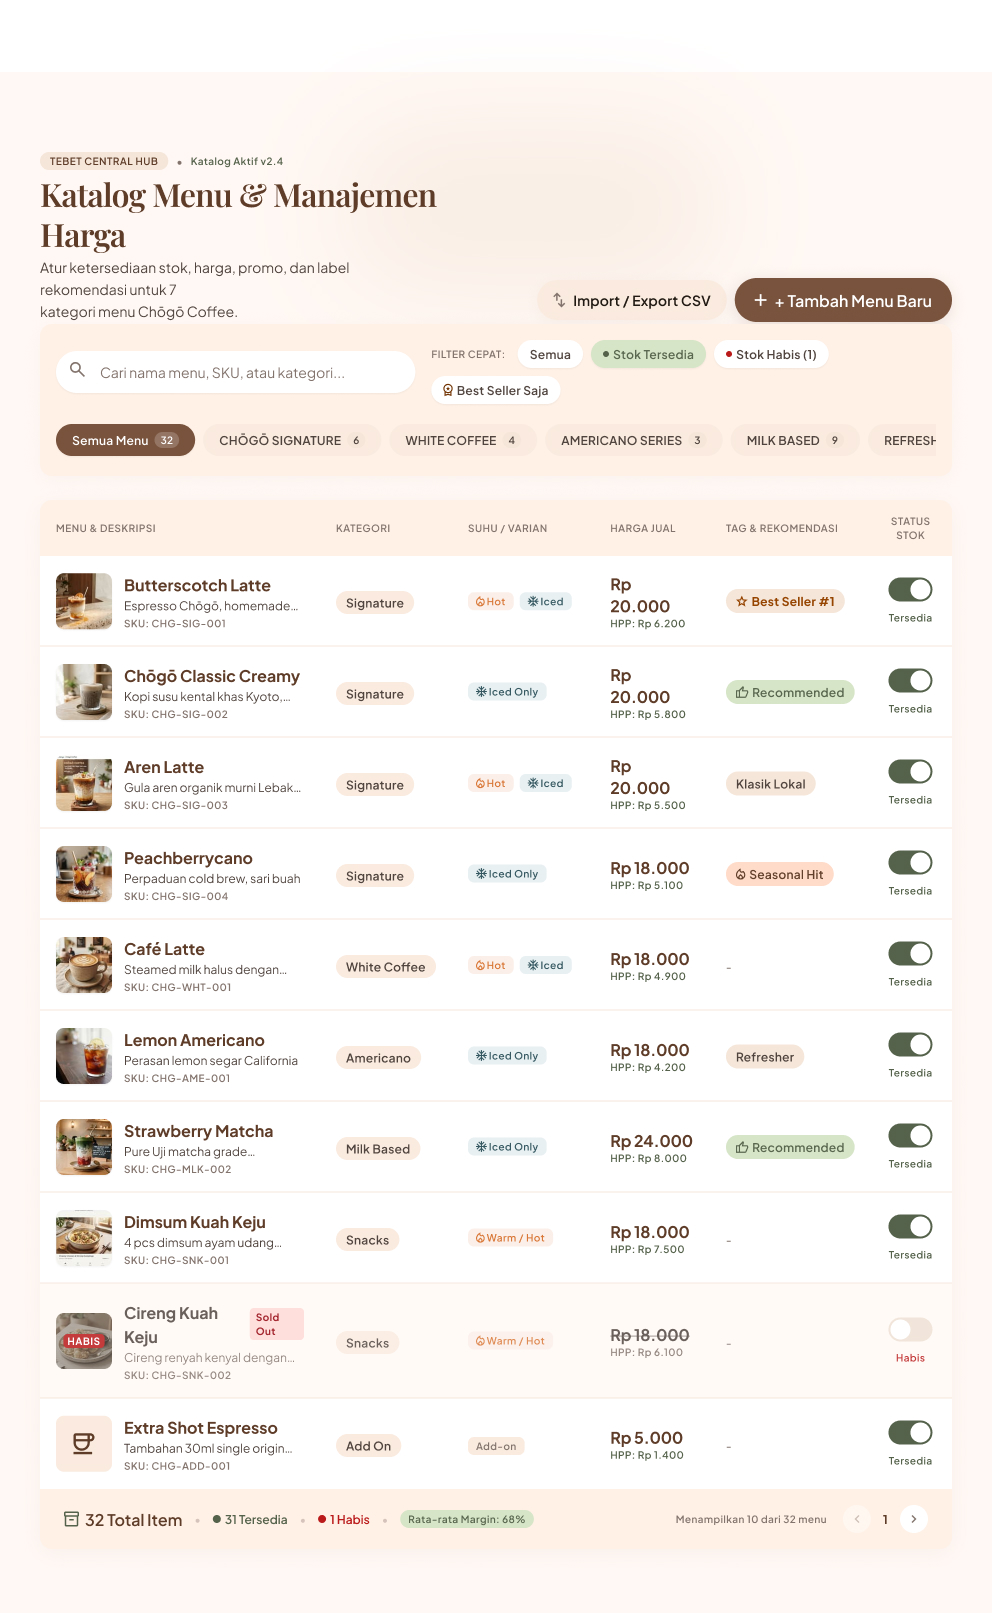 TEBET CENTRAL HUB • Katalog Aktif v2.4
Katalog Menu & Manajemen
Harga
Atur ketersediaan stok, harga, promo, dan label
rekomendasi untuk 7
kategori menu Chōgō Coffee.
Import / Export CSV
+ Tambah Menu Baru
Cari nama menu, SKU, atau kategori...
FILTER CEPAT: Semua Stok Tersedia Stok Habis (1)
Best Seller Saja
Semua Menu 32 CHŌGŌ SIGNATURE 6 WHITE COFFEE 4 AMERICANO SERIES 3 MILK BASED 9 REFRESH
MENU & DESKRIPSI KATEGORI SUHU / VARIAN HARGA JUAL TAG & REKOMENDASI STATUS STOK
Butterscotch Latte
Espresso Chōgō, homemade...
SKU: CHG-SIG-001
Signature
Hot Iced
Rp
20.000
HPP: Rp 6.200
Best Seller #1
Tersedia
Chōgō Classic Creamy
Kopi susu kental khas Kyoto,...
SKU: CHG-SIG-002
Signature
Iced Only
Rp
20.000
HPP: Rp 5.800
Recommended
Tersedia
Aren Latte
Gula aren organik murni Lebak...
SKU: CHG-SIG-003
Signature
Hot Iced
Rp
20.000
HPP: Rp 5.500
Klasik Lokal
Tersedia
Peachberrycano
Perpaduan cold brew, sari buah
SKU: CHG-SIG-004
Signature
Iced Only
Rp 18.000
HPP: Rp 5.100
Seasonal Hit
Tersedia
Café Latte
Steamed milk halus dengan...
SKU: CHG-WHT-001
White Coffee
Hot Iced
Rp 18.000
HPP: Rp 4.900
-
Tersedia
Lemon Americano
Perasan lemon segar California
SKU: CHG-AME-001
Americano
Iced Only
Rp 18.000
HPP: Rp 4.200
Refresher
Tersedia
Strawberry Matcha
Pure Uji matcha grade...
SKU: CHG-MLK-002
Milk Based
Iced Only
Rp 24.000
HPP: Rp 8.000
Recommended
Tersedia
Dimsum Kuah Keju
4 pcs dimsum ayam udang...
SKU: CHG-SNK-001
Snacks
Warm / Hot
Rp 18.000
HPP: Rp 7.500
-
Tersedia
HABIS
Cireng Kuah
Keju
Sold
Out
Cireng renyah kenyal dengan...
SKU: CHG-SNK-002
Snacks
Warm / Hot
Rp 18.000
HPP: Rp 6.100
-
Habis
Extra Shot Espresso
Tambahan 30ml single origin...
SKU: CHG-ADD-001
Add On
Add-on
Rp 5.000
HPP: Rp 1.400
-
Tersedia
32 Total Item • 31 Tersedia • 1 Habis • Rata-rata Margin: 68% Menampilkan 10 dari 32 menu 1